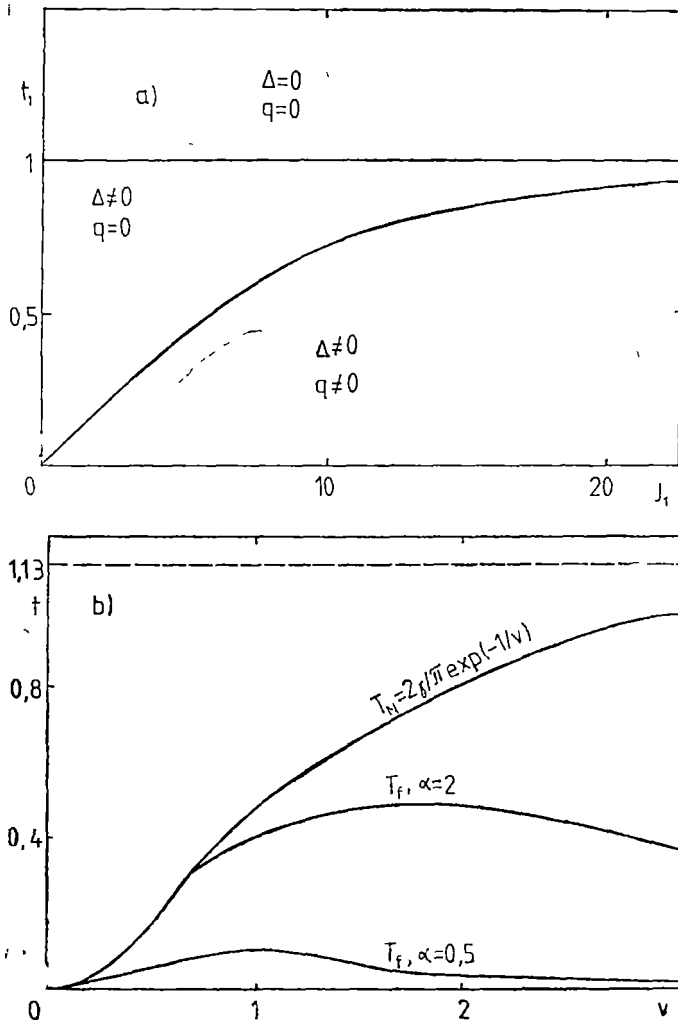 t₁
a)
Δ=0
q=0
1
Δ≠0
q=0
0,5
Δ≠0
q≠0
0
10
20
J₁
1,13
t
b)
0,8
T_N=2γ/π exp(-1/v)
T_f, α=2
0,4
T_f, α=0,5
0
1
2
v